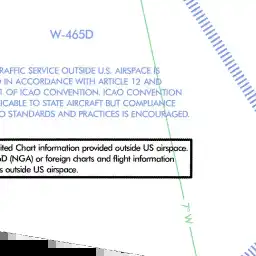 W-465D
RAFFIC SERVICE OUTSIDE U.S. AIRSPACE IS
IN ACCORDANCE WITH ARTICLE 12 AND
OF ICAO CONVENTION. ICAO CONVENTION
ICABLE TO STATE AIRCRAFT BUT COMPLIANCE
O STANDARDS AND PRACTICES IS ENCOURAGED.
ited Chart information provided outside US airspace.
D (NGA) or foreign charts and flight information
s outside US airspace.
7°W